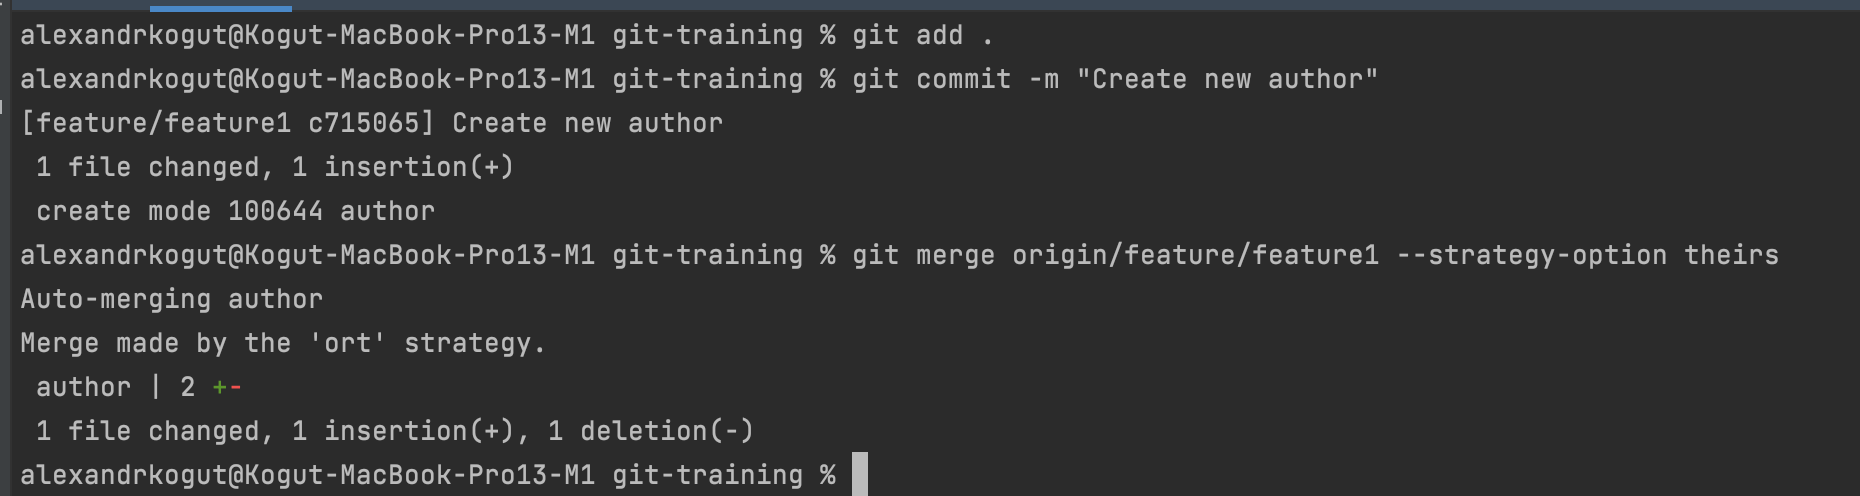 alexandrkogut@Kogut-MacBook-Pro13-M1 git-training % git add .
alexandrkogut@Kogut-MacBook-Pro13-M1 git-training % git commit -m "Create new author"
[feature/feature1 c715065] Create new author
 1 file changed, 1 insertion(+)
 create mode 100644 author
alexandrkogut@Kogut-MacBook-Pro13-M1 git-training % git merge origin/feature/feature1 --strategy-option theirs
Auto-merging author
Merge made by the 'ort' strategy.
 author | 2 +-
 1 file changed, 1 insertion(+), 1 deletion(-)
alexandrkogut@Kogut-MacBook-Pro13-M1 git-training %